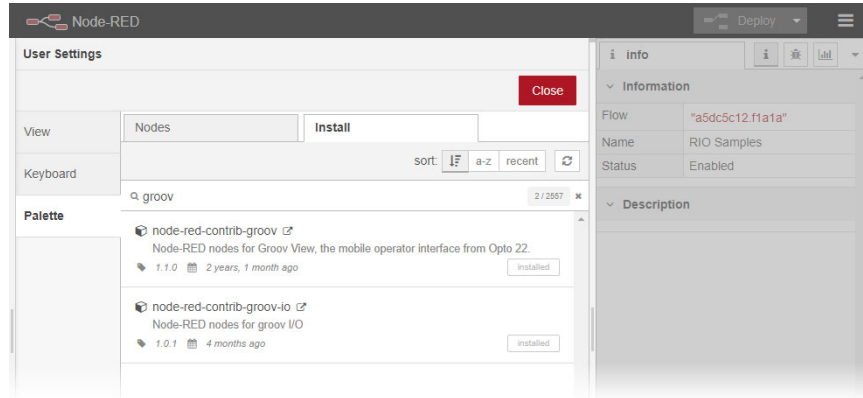 Node-RED
Deploy
User Settings
Close
View
Keyboard
Palette
Nodes
Install
sort:
a-z
recent
groov
2 / 2557
node-red-contrib-groov
Node-RED nodes for Groov View, the mobile operator interface from Opto 22.
1.1.0 2 years, 1 month ago
installed
node-red-contrib-groov-io
Node-RED nodes for groov I/O
1.0.1 4 months ago
installed
i info
i
Information
Flow "a5dc5c12.f1a1a"
Name RIO Samples
Status Enabled
Description